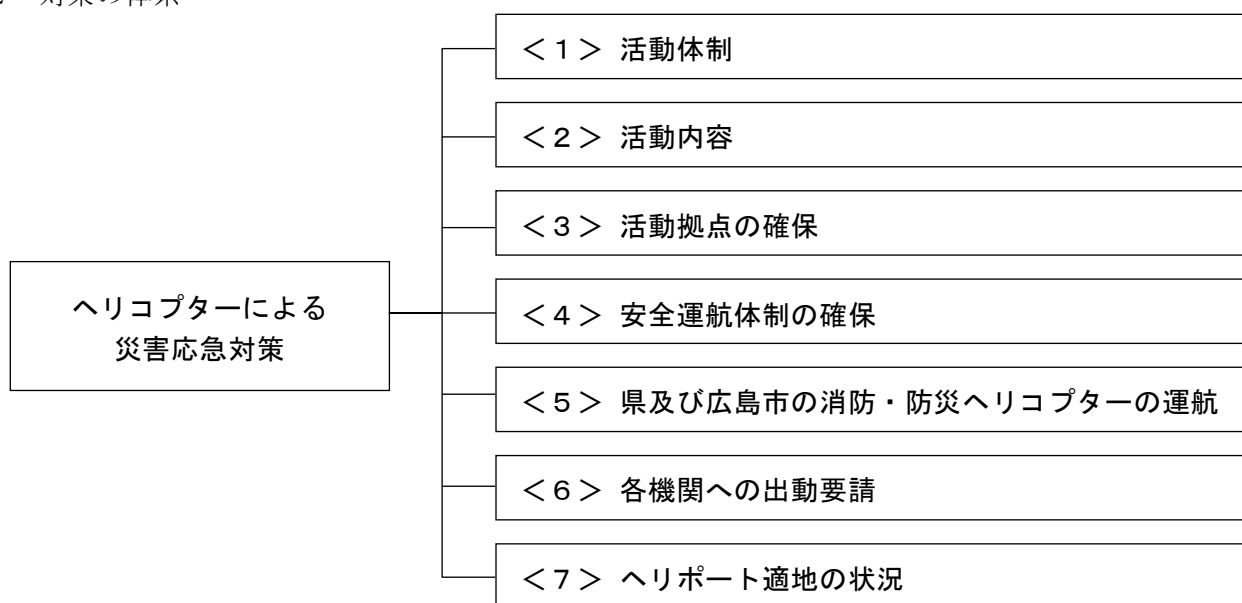 対策の体系
ヘリコプターによる
災害応急対策
＜１＞ 活動体制
＜２＞ 活動内容
＜３＞ 活動拠点の確保
＜４＞ 安全運航体制の確保
＜５＞ 県及び広島市の消防・防災ヘリコプターの運航
＜６＞ 各機関への出動要請
＜７＞ ヘリポート適地の状況